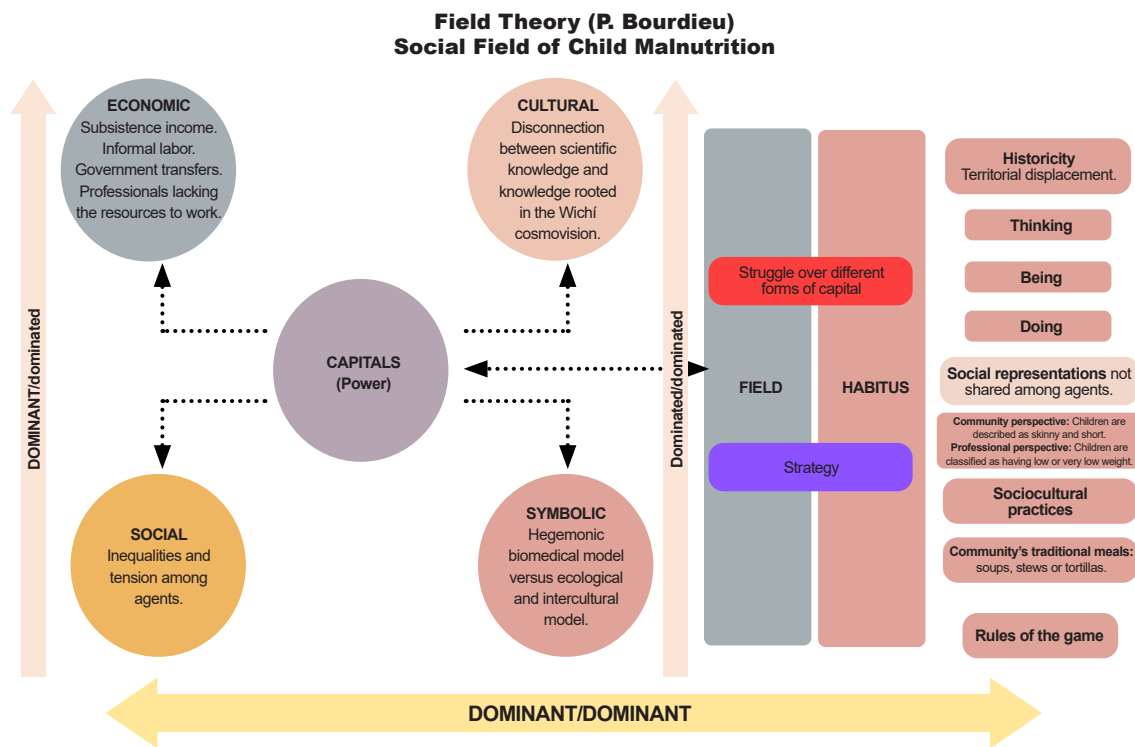 Field Theory (P. Bourdieu)
Social Field of Child Malnutrition
DOMINANT/dominated
ECONOMIC
Subsistence income.
Informal labor.
Government transfers.
Professionals lacking
the resources to work.
CULTURAL
Disconnection
between scientific
knowledge and
knowledge rooted
in the Wichí
cosmovision.
CAPITALS
(Power)
SOCIAL
Inequalities and
tension among
agents.
SYMBOLIC
Hegemonic
biomedical model
versus ecological
and intercultural
model.
Dominated/dominated
FIELD
HABITUS
Struggle over different
forms of capital
Strategy
Historicity
Territorial displacement.
Thinking
Being
Doing
Social representations not
shared among agents.
Community perspective: Children are
described as skinny and short.
Professional perspective: Children are
classified as having low or very low weight.
Sociocultural
practices
Community's traditional meals:
soups, stews or tortillas.
Rules of the game
DOMINANT/DOMINANT